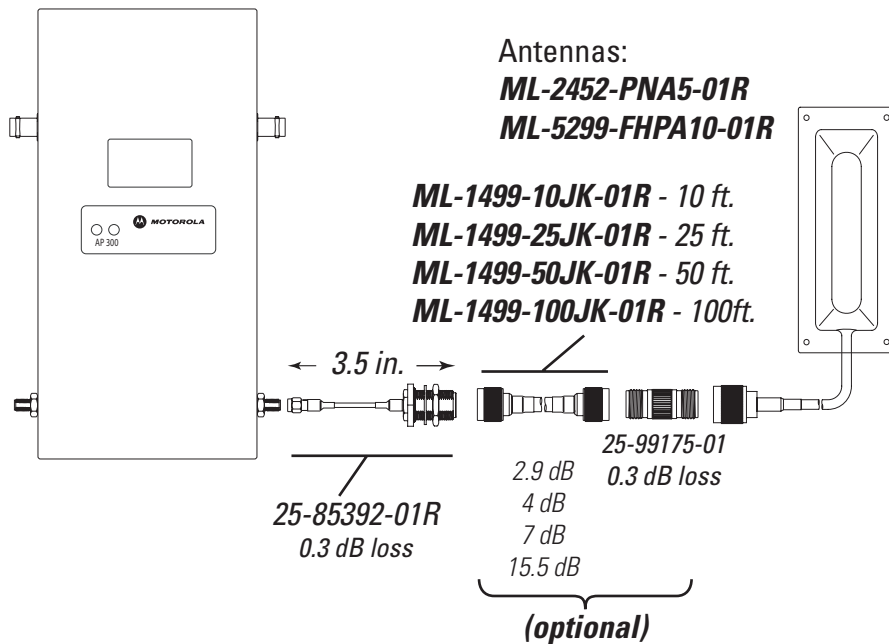 Antennas:
ML-2452-PNA5-01R
ML-5299-FHPA10-01R
ML-1499-10JK-01R - 10 ft.
ML-1499-25JK-01R - 25 ft.
ML-1499-50JK-01R - 50 ft.
ML-1499-100JK-01R - 100ft.
MOTOROLA
AP 300
3.5 in.
25-85392-01R
0.3 dB loss
2.9 dB
4 dB
7 dB
15.5 dB
25-99175-01
0.3 dB loss
(optional)